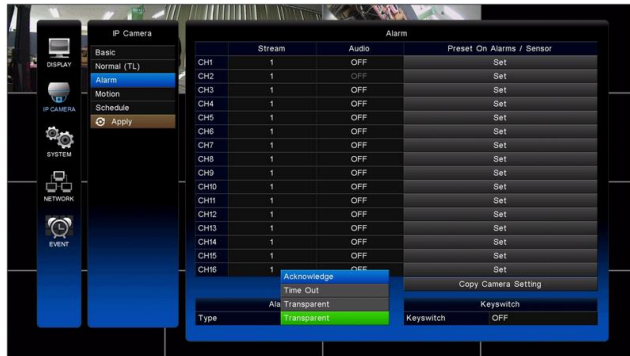 IP Camera
Alarm
DISPLAY
IP CAMERA
SYSTEM
NETWORK
EVENT
Basic
Normal (TL)
Alarm
Motion
Schedule
Apply
Stream Audio Preset On Alarms / Sensor
CH1 1 OFF Set
CH2 1 OFF Set
CH3 1 OFF Set
CH4 1 OFF Set
CH5 1 OFF Set
CH6 1 OFF Set
CH7 1 OFF Set
CH8 1 OFF Set
CH9 1 OFF Set
CH10 1 OFF Set
CH11 1 OFF Set
CH12 1 OFF Set
CH13 1 OFF Set
CH14 1 OFF Set
CH15 1 OFF Set
CH16 1 OFF Set
Copy Camera Setting
Acknowledge
Time Out
Transparent
Transparent
Type
Keyswitch
Keyswitch OFF